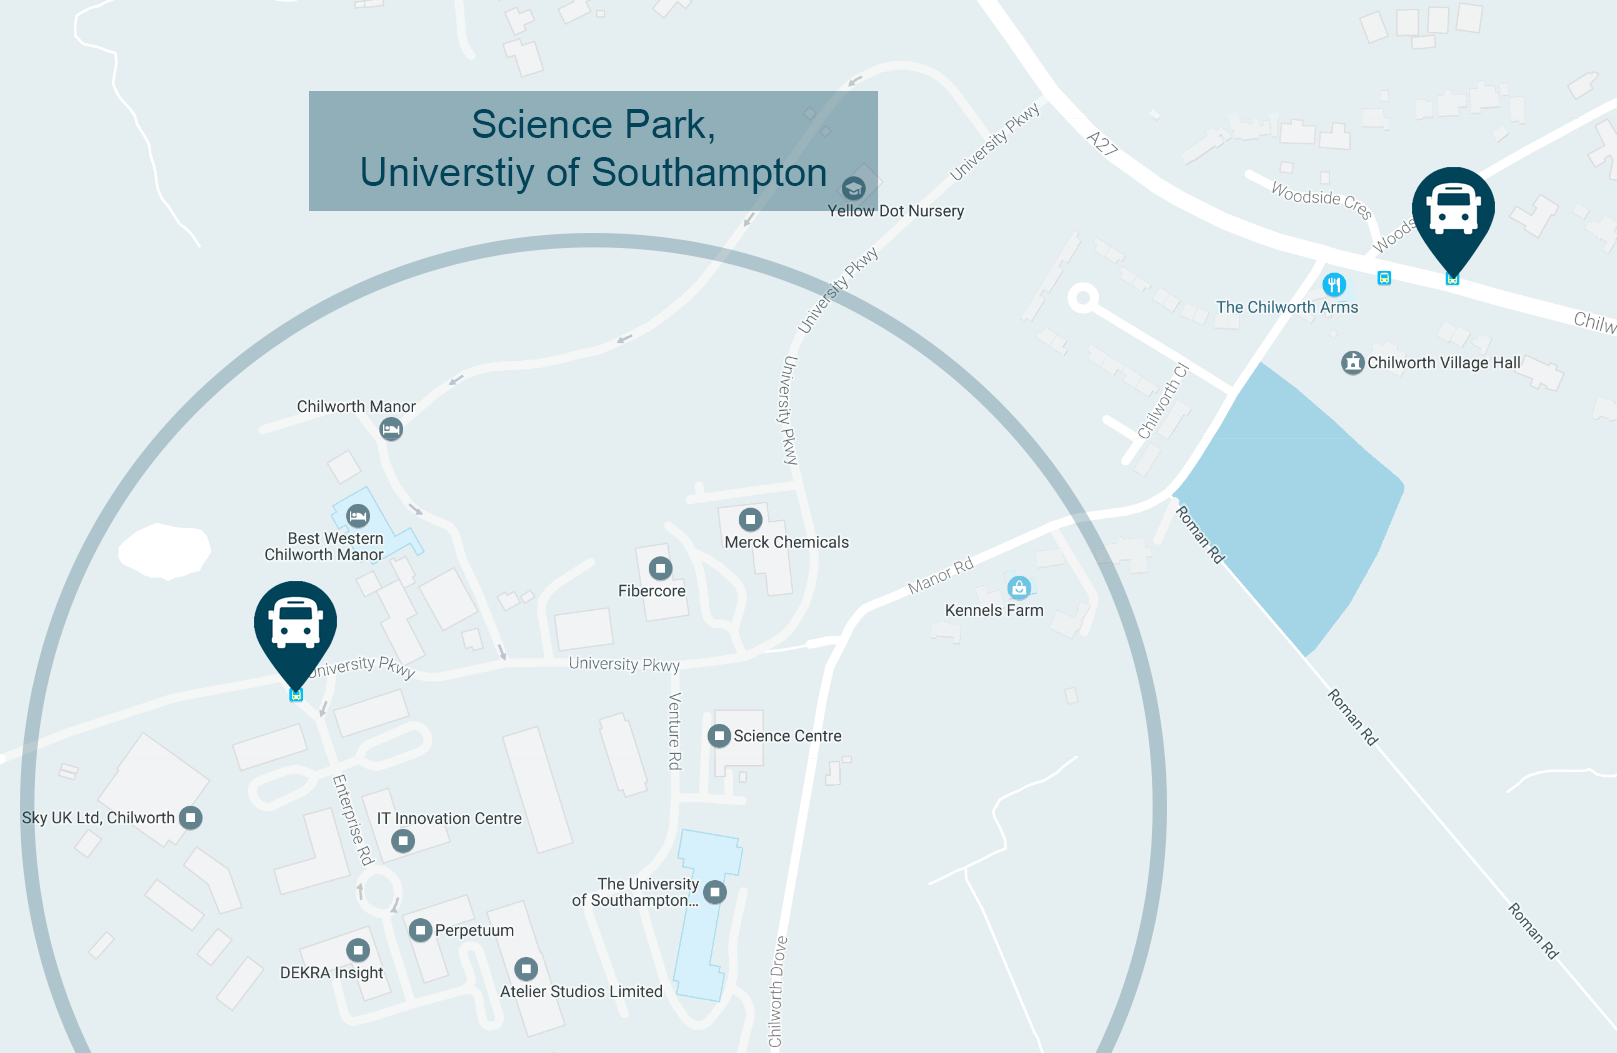 Science Park,
Universtiy of Southampton
University Pkwy
A27
Yellow Dot Nursery
Woodside Cres
Woods
University Pkwy
The Chilworth Arms
Chilw
University Pkwy
Chilworth Cl
Chilworth Village Hall
Chilworth Manor
Best Western
Chilworth Manor
Merck Chemicals
Roman Rd
Fibercore
Manor Rd
Kennels Farm
University Pkwy
University Pkwy
Venture Rd
Science Centre
Roman Rd
Sky UK Ltd, Chilworth
Enterprise Rd
IT Innovation Centre
The University
of Southampton...
Perpetuum
DEKRA Insight
Atelier Studios Limited
Chilworth Drove
Roman Rd